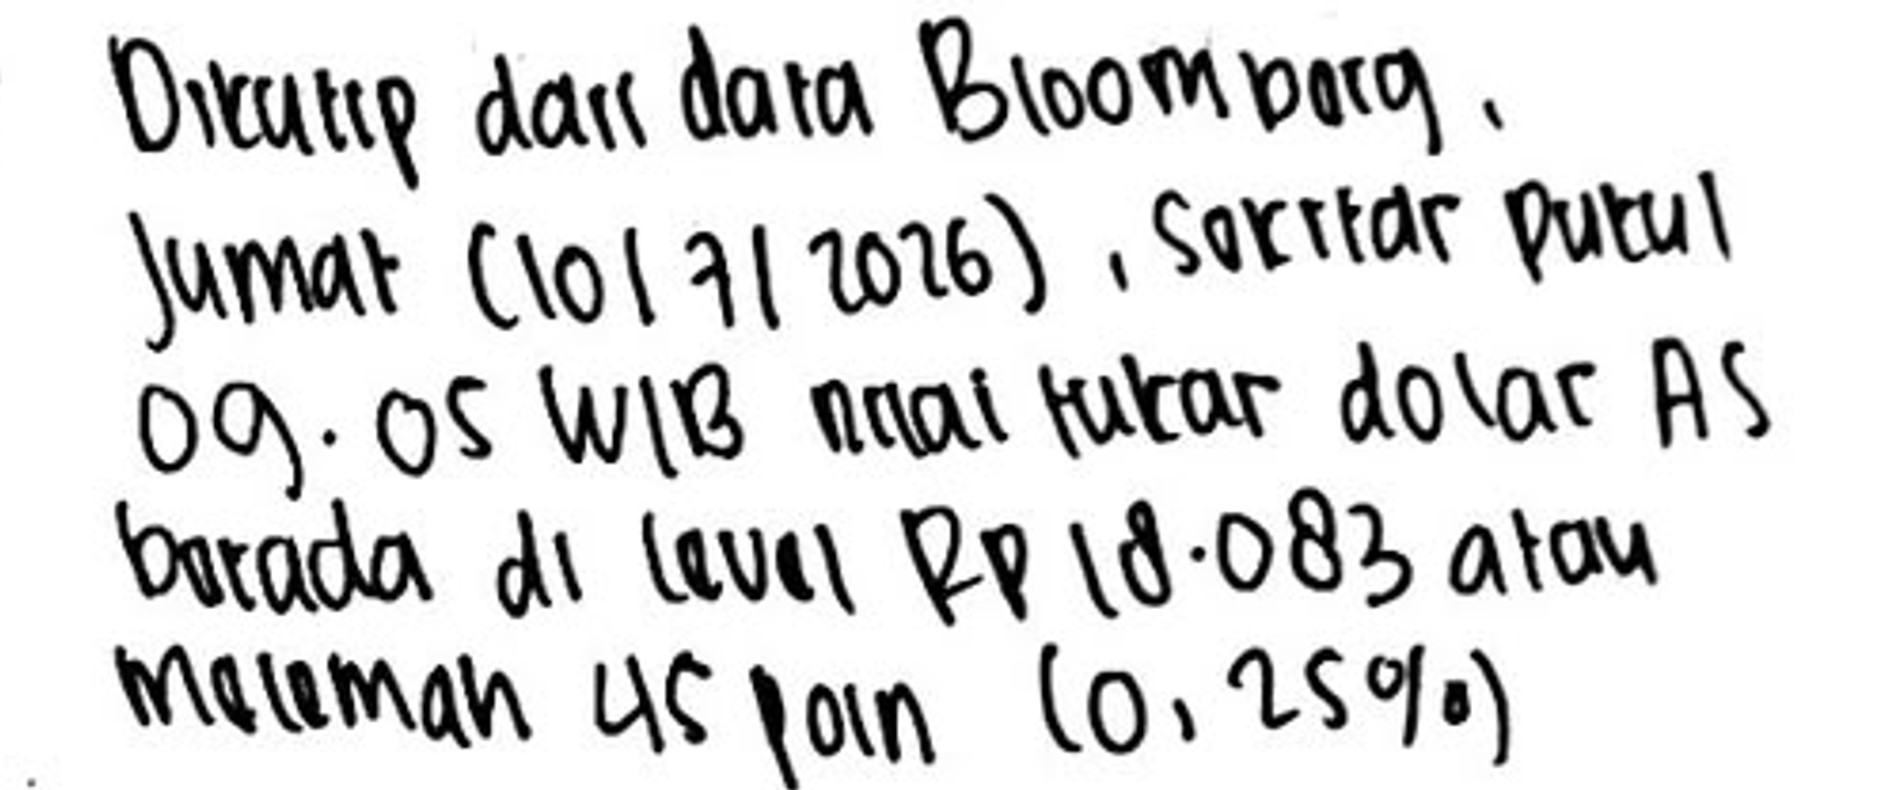 Dikutip dari data Bloomberg,
Jumat (10/7/2026), Sekitar pukul
09.05 WIB nilai tukar dolar AS
berada di level Rp 18.083 atau
melemah 45 poin (0,25%)